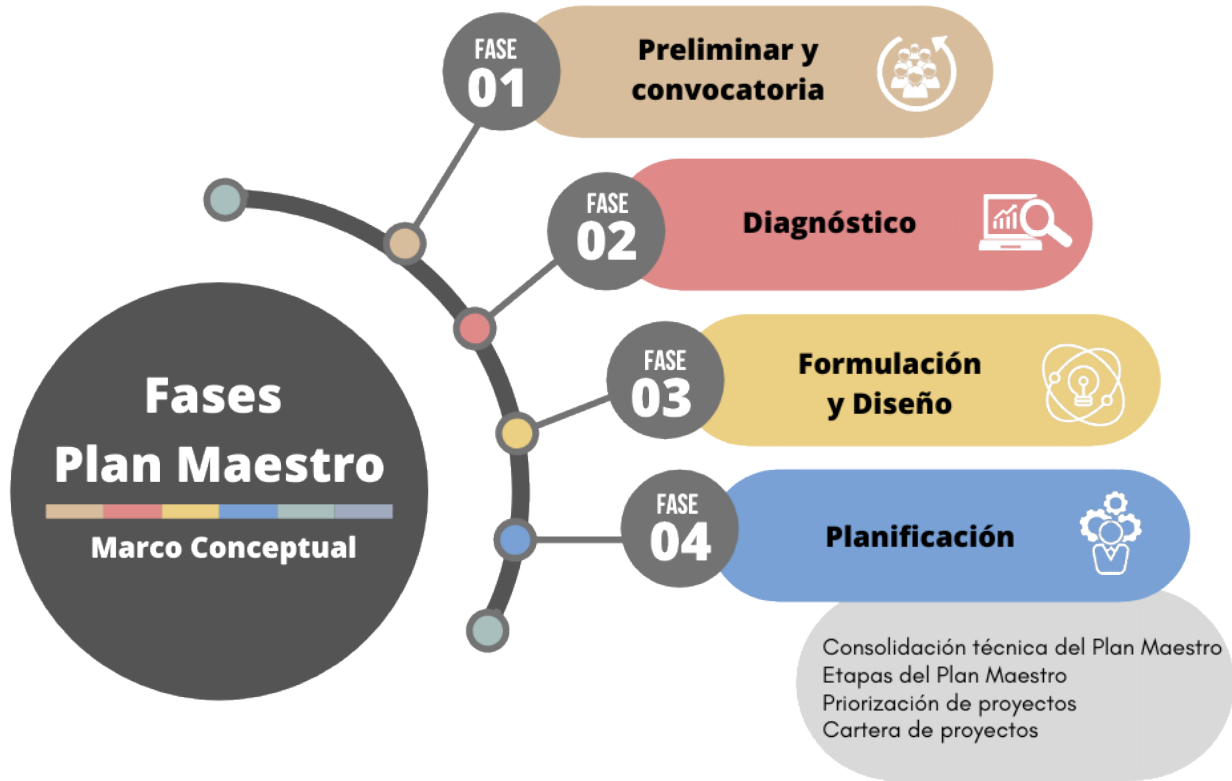 FASE
01
Preliminar y
convocatoria
FASE
02
Diagnóstico
FASE
03
Formulación
y Diseño
FASE
04
Planificación
Fases
Plan Maestro
Marco Conceptual
Consolidación técnica del Plan Maestro
Etapas del Plan Maestro
Priorización de proyectos
Cartera de proyectos